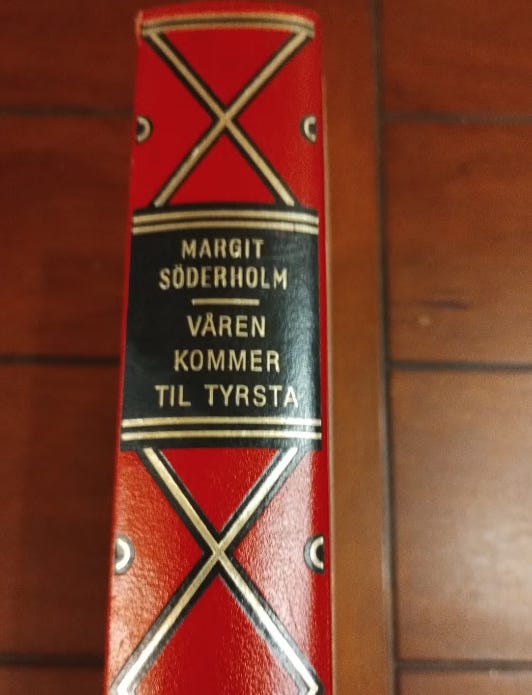 MARGIT
SÖDERHOLM
VÅREN
KOMMER
TIL TYRSTA